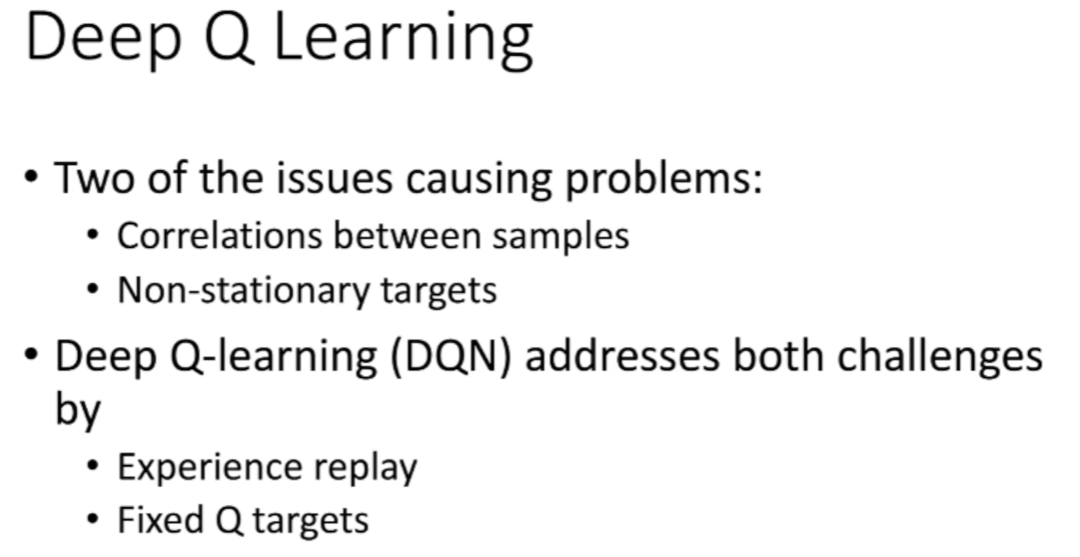 Deep Q Learning
• Two of the issues causing problems:
• Correlations between samples
• Non-stationary targets
• Deep Q-learning (DQN) addresses both challenges
by
• Experience replay
• Fixed Q targets